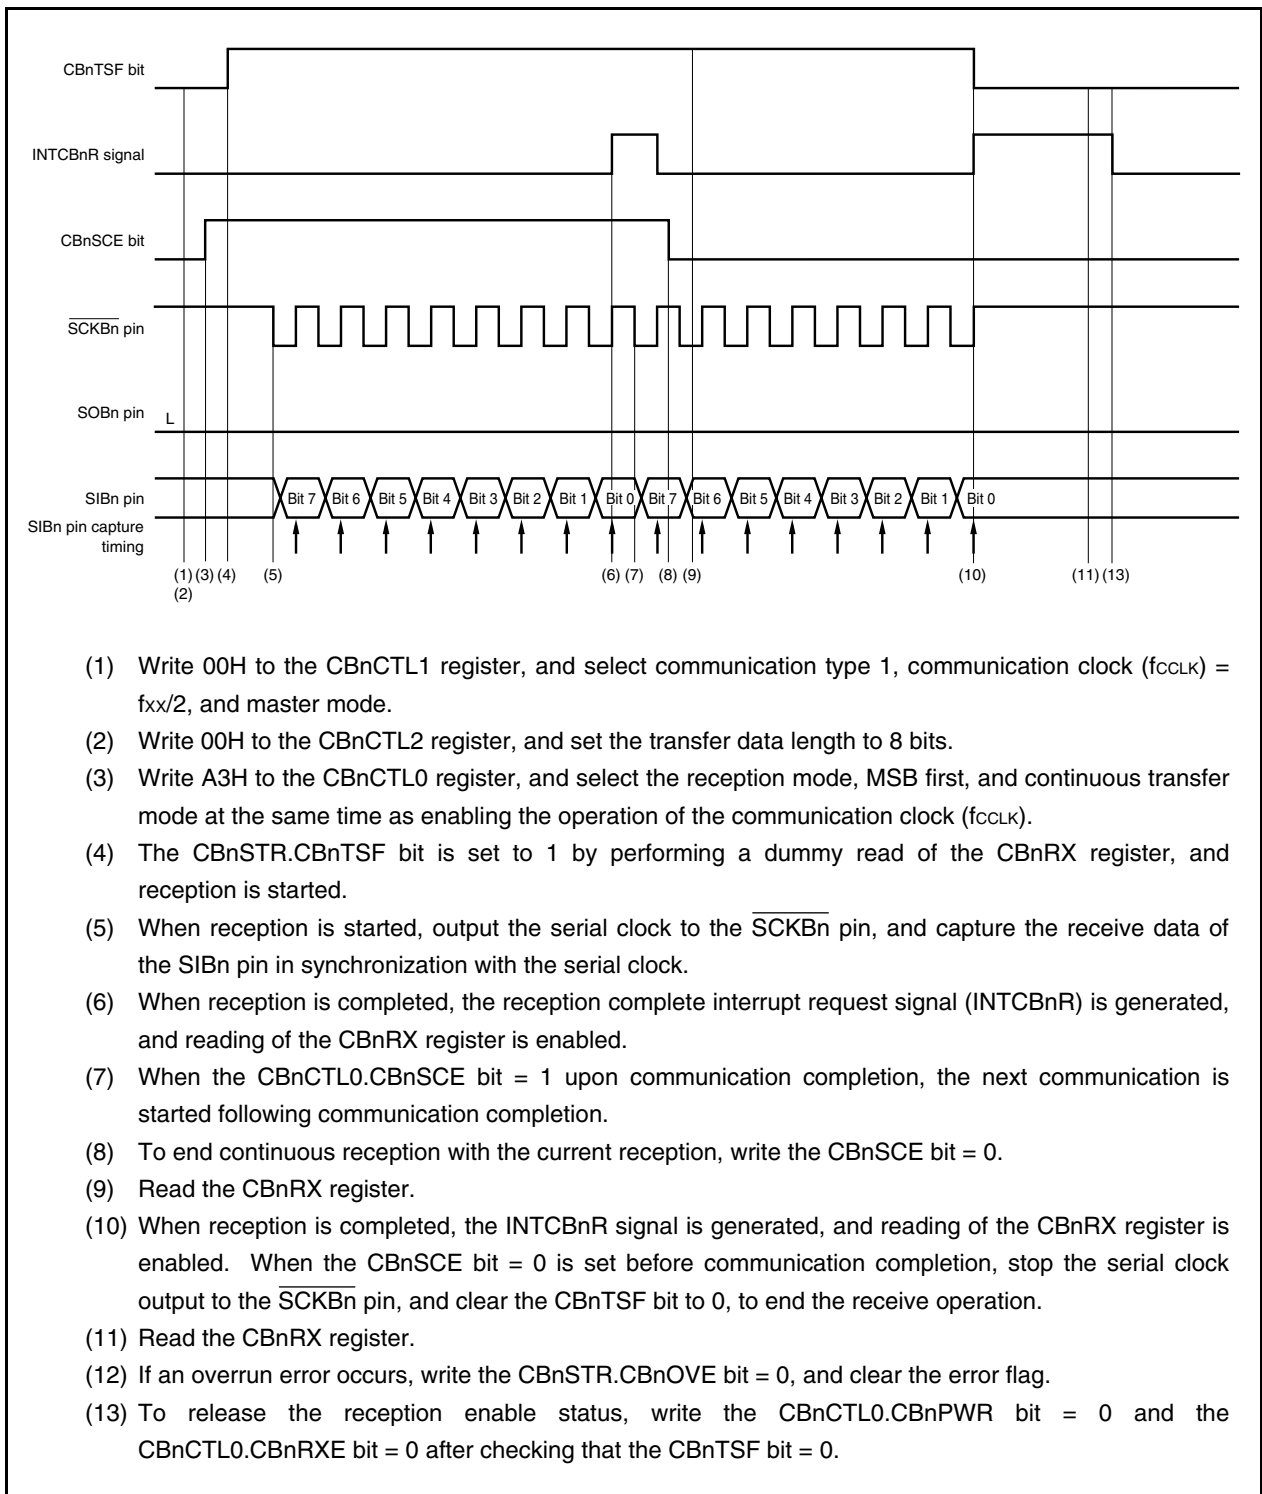 CBnTSF bit
INTCBnR signal
CBnSCE bit
SCKBn pin
SOBn pin L
SIBn pin Bit 7 Bit 6 Bit 5 Bit 4 Bit 3 Bit 2 Bit 1 Bit 0 Bit 7 Bit 6 Bit 5 Bit 4 Bit 3 Bit 2 Bit 1 Bit 0
SIBn pin capture
timing
(1) (3) (4) (5) (6) (7) (8) (9) (10) (11) (13)
(2)
(1) Write 00H to the CBnCTL1 register, and select communication type 1, communication clock (fCCLK) =
fxx/2, and master mode.
(2) Write 00H to the CBnCTL2 register, and set the transfer data length to 8 bits.
(3) Write A3H to the CBnCTL0 register, and select the reception mode, MSB first, and continuous transfer
mode at the same time as enabling the operation of the communication clock (fCCLK).
(4) The CBnSTR.CBnTSF bit is set to 1 by performing a dummy read of the CBnRX register, and
reception is started.
(5) When reception is started, output the serial clock to the SCKBn pin, and capture the receive data of
the SIBn pin in synchronization with the serial clock.
(6) When reception is completed, the reception complete interrupt request signal (INTCBnR) is generated,
and reading of the CBnRX register is enabled.
(7) When the CBnCTL0.CBnSCE bit = 1 upon communication completion, the next communication is
started following communication completion.
(8) To end continuous reception with the current reception, write the CBnSCE bit = 0.
(9) Read the CBnRX register.
(10) When reception is completed, the INTCBnR signal is generated, and reading of the CBnRX register is
enabled. When the CBnSCE bit = 0 is set before communication completion, stop the serial clock
output to the SCKBn pin, and clear the CBnTSF bit to 0, to end the receive operation.
(11) Read the CBnRX register.
(12) If an overrun error occurs, write the CBnSTR.CBnOVE bit = 0, and clear the error flag.
(13) To release the reception enable status, write the CBnCTL0.CBnPWR bit = 0 and the
CBnCTL0.CBnRXE bit = 0 after checking that the CBnTSF bit = 0.